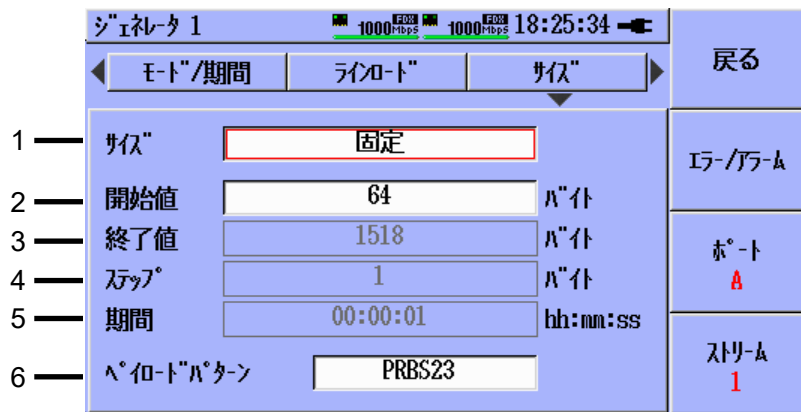 ジェネレータ 1 1000 FDX Mbps 1000 FDX Mbps 18:25:34
モード/期間 ラインロード サイズ
戻る
エラー/アラーム
ポート
A
ストリーム
1
1 サイズ 固定
2 開始値 64 バイト
3 終了値 1518 バイト
4 ステップ 1 バイト
5 期間 00:00:01 hh:mm:ss
6 ペイロードパターン PRBS23